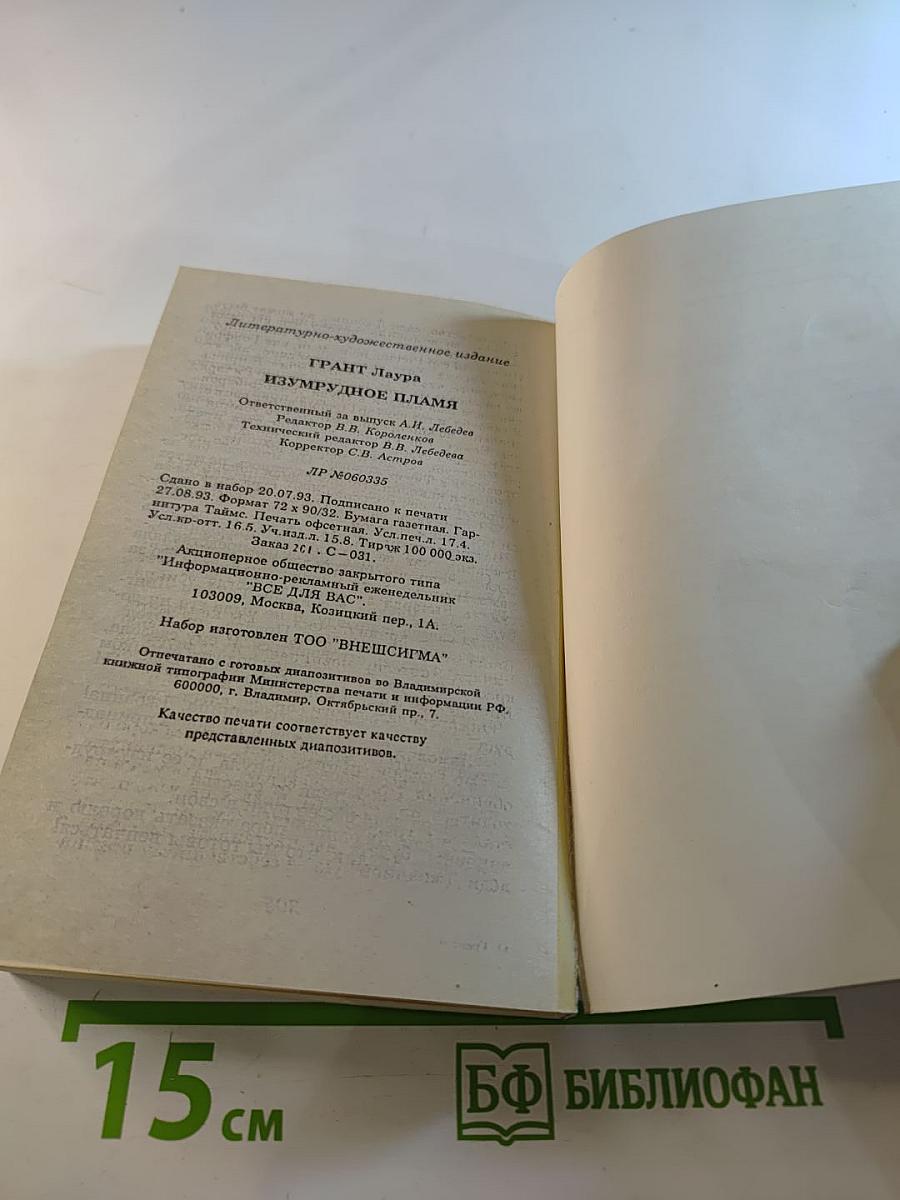 Литературно-художественное издание
ГРАНТ Лаура
ИЗУМРУДНОЕ ПЛАМЯ
Ответственный за выпуск А.И. Лебедев
Редактор В.В. Короленков
Технический редактор В.В. Лебедева
Корректор С.В. Астров
ЛР №060335
Сдано в набор 20.07.93. Подписано к печати
27.08.93. Формат 72 х 90/32. Бумага газетная. Гар-
нитура Таймс. Печать офсетная. Усл.печ.л. 17.4.
Усл.кр-отт. 16.5. Уч.изд.л. 15.8. Тираж 100 000 экз.
Заказ . С-031.
Акционерное общество закрытого типа
"Информационно-рекламный еженедельник
"ВСЕ ДЛЯ ВАС".
103009, Москва, Козицкий пер., 1А.
Набор изготовлен ТОО "ВНЕШСИГМА"
Отпечатано с готовых диапозитивов во Владимирской
книжной типографии Министерства печати и информации РФ.
600000, г. Владимир, Октябрьский пр., 7.
Качество печати соответствует качеству
представленных диапозитивов.
15 см
БФ БИБЛИОФАН